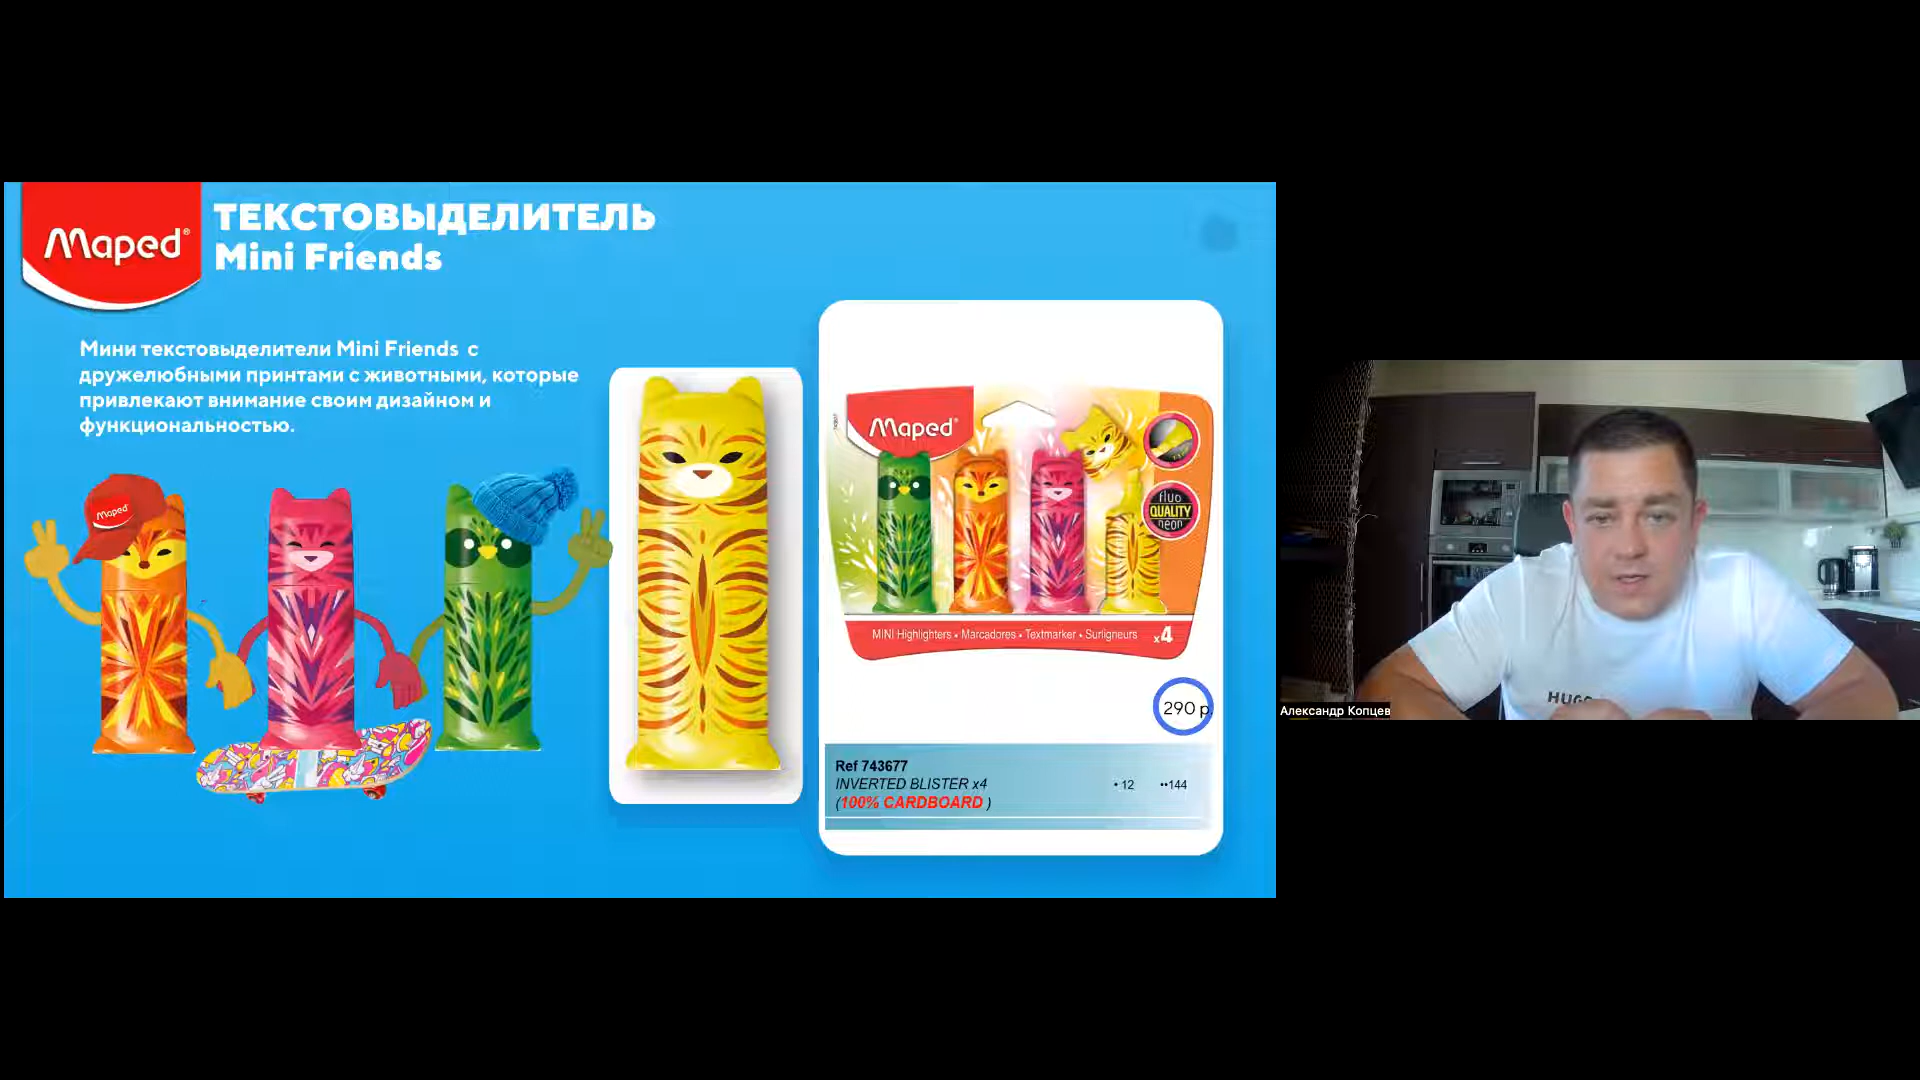 Maped®
ТЕКСТОВЫДЕЛИТЕЛЬ
Mini Friends
Мини текстовыделители Mini Friends с
дружелюбными принтами с животными, которые
привлекают внимание своим дизайном и
функциональностью.
Maped
Maped®
fluo
QUALITY
neon
MINI Highlighters • Marcadores • Textmarker • Surligneurs x4
290 р.
Ref 743677
INVERTED BLISTER x4 • 12 ••144
(100% CARDBOARD )
HUGO
Александр Копцев